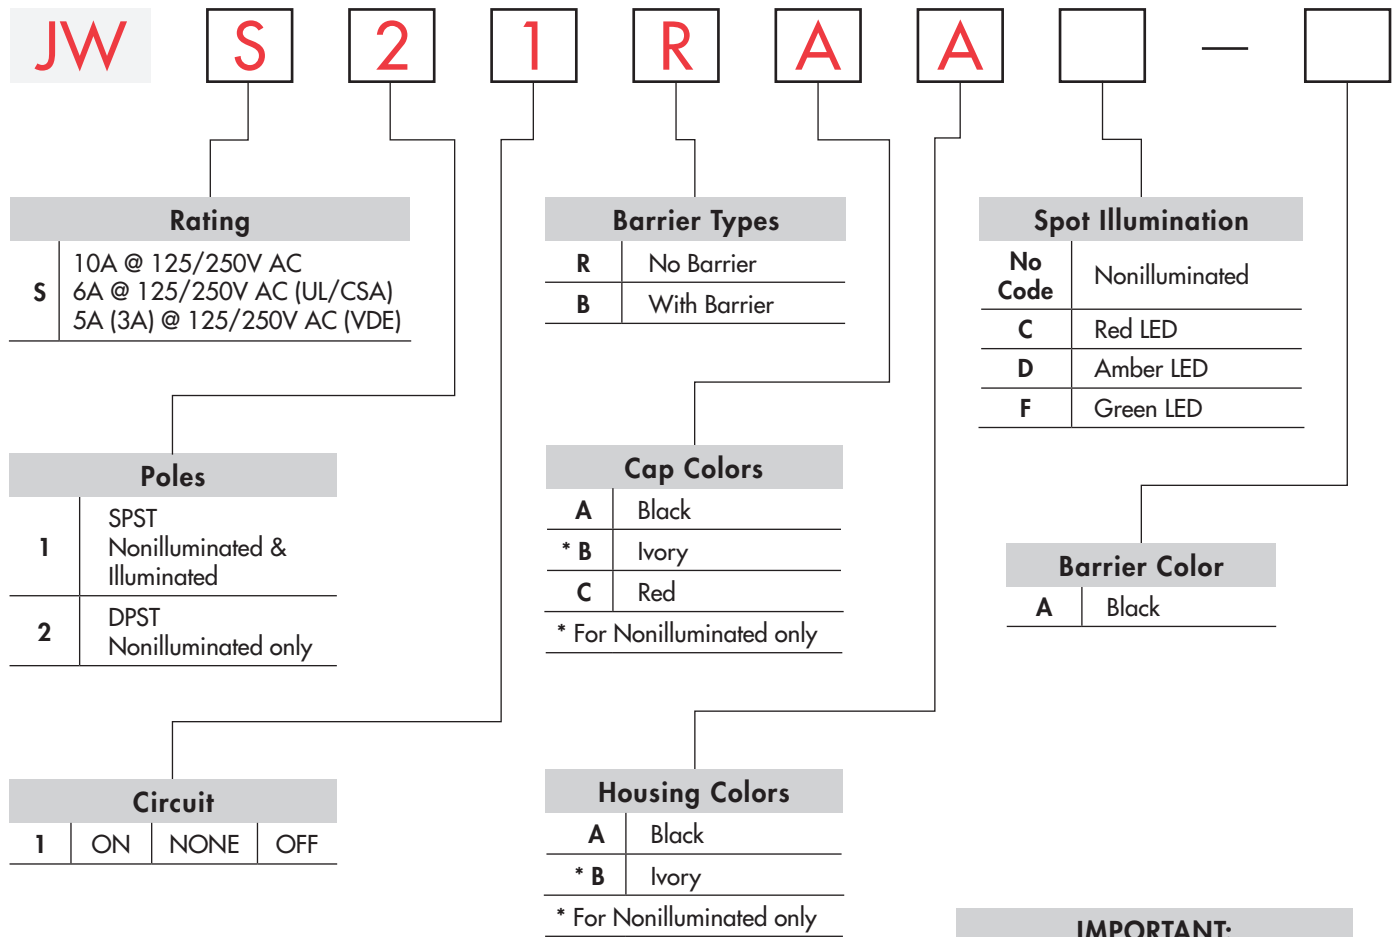 JW S 2 1 R A A —
Rating
S
10A @ 125/250V AC
6A @ 125/250V AC (UL/CSA)
5A (3A) @ 125/250V AC (VDE)
Poles
1
SPST
Nonilluminated &
Illuminated
2
DPST
Nonilluminated only
Circuit
1 ON NONE OFF
Barrier Types
R No Barrier
B With Barrier
Cap Colors
A Black
* B Ivory
C Red
* For Nonilluminated only
Housing Colors
A Black
* B Ivory
* For Nonilluminated only
Spot Illumination
No
Code
Nonilluminated
C Red LED
D Amber LED
F Green LED
Barrier Color
A Black
IMPORTANT: